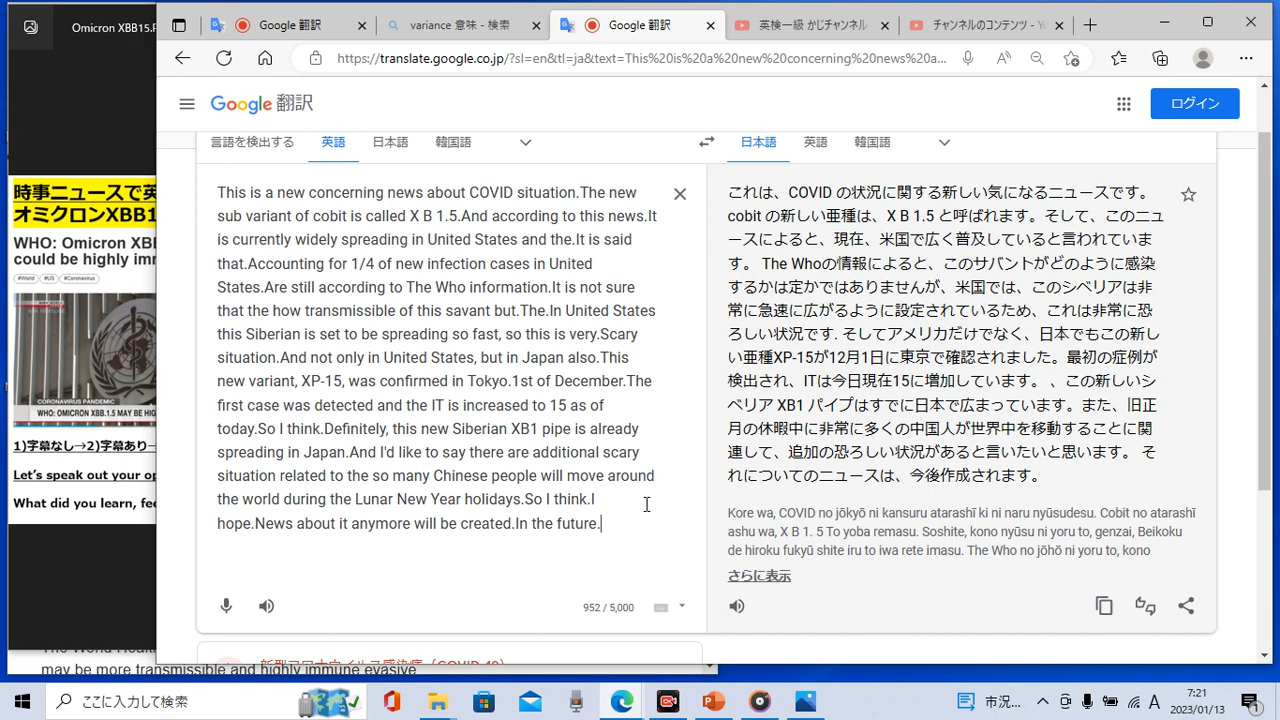 Omicron XBB15.P
Google 翻訳
variance 意味 - 検索
Google 翻訳
英検一級 かじチャンネル
チャンネルのコンテンツ - Yo
https://translate.google.co.jp/?sl=en&tl=ja&text=This%20is%20a%20new%20concerning%20news%20a...
Google 翻訳
ログイン
言語を検出する 英語 日本語 韓国語
日本語 英語 韓国語
This is a new concerning news about COVID situation.The new
sub variant of cobit is called X B 1.5.And according to this news.It
is currently widely spreading in United States and the.It is said
that.Accounting for 1/4 of new infection cases in United
States.Are still according to The Who information.It is not sure
that the how transmissible of this savant but.The.In United States
this Siberian is set to be spreading so fast, so this is very.Scary
situation.And not only in United States, but in Japan also.This
new variant, XP-15, was confirmed in Tokyo.1st of December.The
first case was detected and the IT is increased to 15 as of
today.So I think.Definitely, this new Siberian XB1 pipe is already
spreading in Japan.And I'd like to say there are additional scary
situation related to the so many Chinese people will move around
the world during the Lunar New Year holidays.So I think.I
hope.News about it anymore will be created.In the future.
952 / 5,000
これは、COVID の状況に関する新しい気になるニュースです。
cobit の新しい亜種は、X B 1.5 と呼ばれます。そして、このニュ
ースによると、現在、米国で広く普及していると言われていま
す。 The Whoの情報によると、このサバントがどのように感染
するかは定かではありませんが、米国では、このシベリアは非
常に急速に広がるように設定されているため、これは非常に恐
ろしい状況です. そしてアメリカだけでなく、日本でもこの新し
い亜種XP-15が12月1日に東京で確認されました。最初の症例が
検出され、ITは今日現在15に増加しています。 、この新しいシ
ベリア XB1 パイプはすでに日本で広まっています。また、旧正
月の休暇中に非常に多くの中国人が世界中を移動することに関
連して、追加の恐ろしい状況があると言いたいと思います。 そ
れについてのニュースは、今後作成されます。
Kore wa, COVID no jōkyō ni kansuru atarashī ki ni naru nyūsudesu. Cobit no atarashī
ashu wa, X B 1. 5 To yoba remasu. Soshite, kono nyūsu ni yoruto, genzai, Beikoku
de hiroku fukyū shite iru to iwa rete imasu. The Who no jōhō ni yoru to, kono
さらに表示
時事ニュースで英
オミクロンXBB1
WHO: Omicron XBB
could be highly imr
#World #US #Coronavirus
CORONAVIRUS PANDEMIC
WHO: OMICRON XBB.1.5 MAY BE HIG
1)字幕なし→2)字幕あり→
Let's speak out your op
What did you learn, fee
may be more transmissible and highly immune evasive
ここに入力して検索
市況...
A
7:21
2023/01/13
1